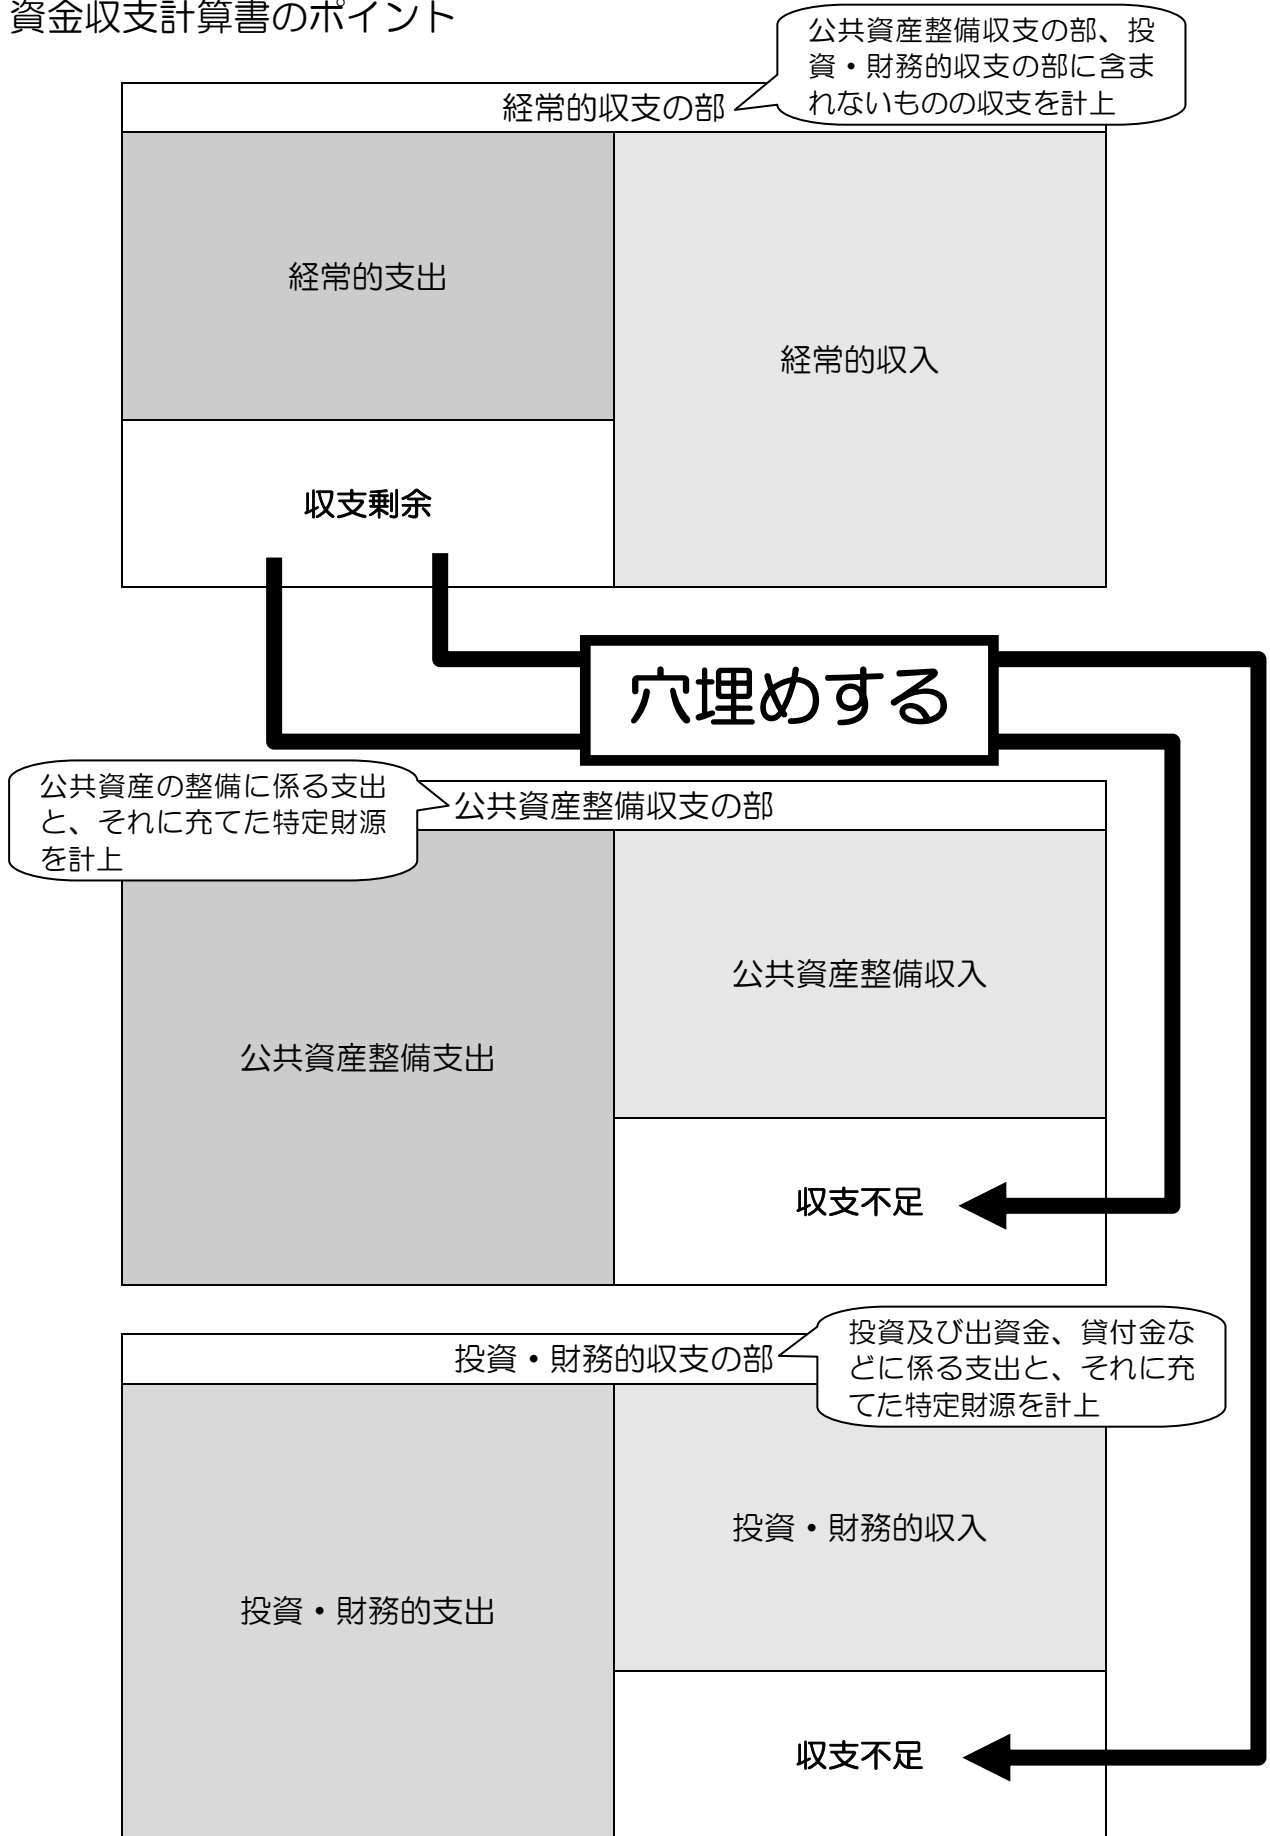 資金収支計算書のポイント
公共資産整備収支の部、投
資・財務的収支の部に含ま
れないものの収支を計上
経常的収支の部
経常的支出
経常的収入
収支剰余
穴埋めする
公共資産の整備に係る支出
と、それに充てた特定財源
を計上
公共資産整備収支の部
公共資産整備収入
公共資産整備支出
収支不足
投資及び出資金、貸付金な
どに係る支出と、それに充
てた特定財源を計上
投資・財務的収支の部
投資・財務的収入
投資・財務的支出
収支不足